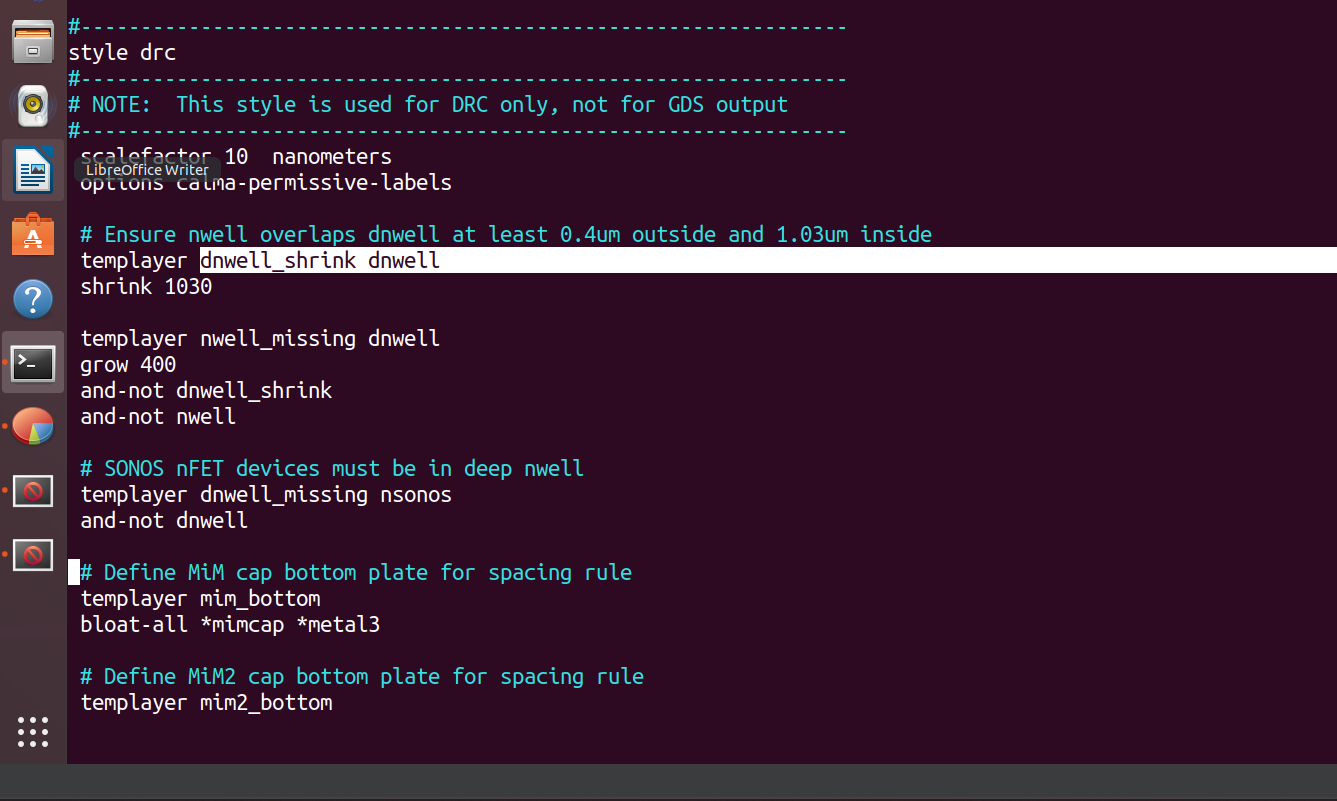 #----------------------------------------------------------------
style drc
#----------------------------------------------------------------
# NOTE:  This style is used for DRC only, not for GDS output
#----------------------------------------------------------------
scalefactor 10  nanometers
LibreOffice Writer
options calma-permissive-labels
# Ensure nwell overlaps dnwell at least 0.4um outside and 1.03um inside
templayer dnwell_shrink dnwell
shrink 1030
templayer nwell_missing dnwell
grow 400
and-not dnwell_shrink
and-not nwell
# SONOS nFET devices must be in deep nwell
templayer dnwell_missing nsonos
and-not dnwell
# Define MiM cap bottom plate for spacing rule
templayer mim_bottom
bloat-all *mimcap *metal3
# Define MiM2 cap bottom plate for spacing rule
templayer mim2_bottom